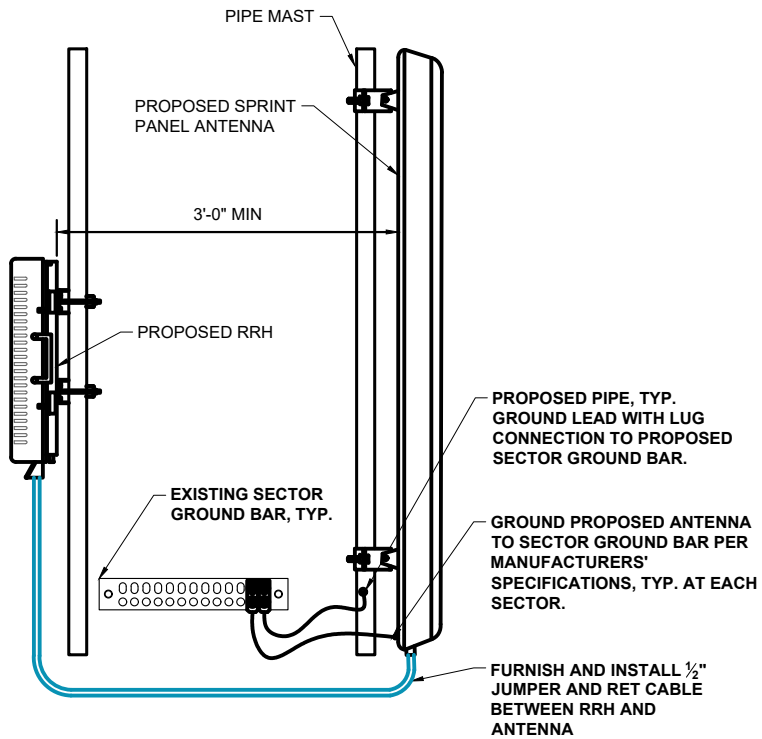 PIPE MAST
PROPOSED SPRINT
PANEL ANTENNA
3'-0" MIN
PROPOSED RRH
PROPOSED PIPE, TYP.
GROUND LEAD WITH LUG
CONNECTION TO PROPOSED
SECTOR GROUND BAR.
EXISTING SECTOR
GROUND BAR, TYP.
GROUND PROPOSED ANTENNA
TO SECTOR GROUND BAR PER
MANUFACTURERS'
SPECIFICATIONS, TYP. AT EACH
SECTOR.
FURNISH AND INSTALL ½"
JUMPER AND RET CABLE
BETWEEN RRH AND
ANTENNA